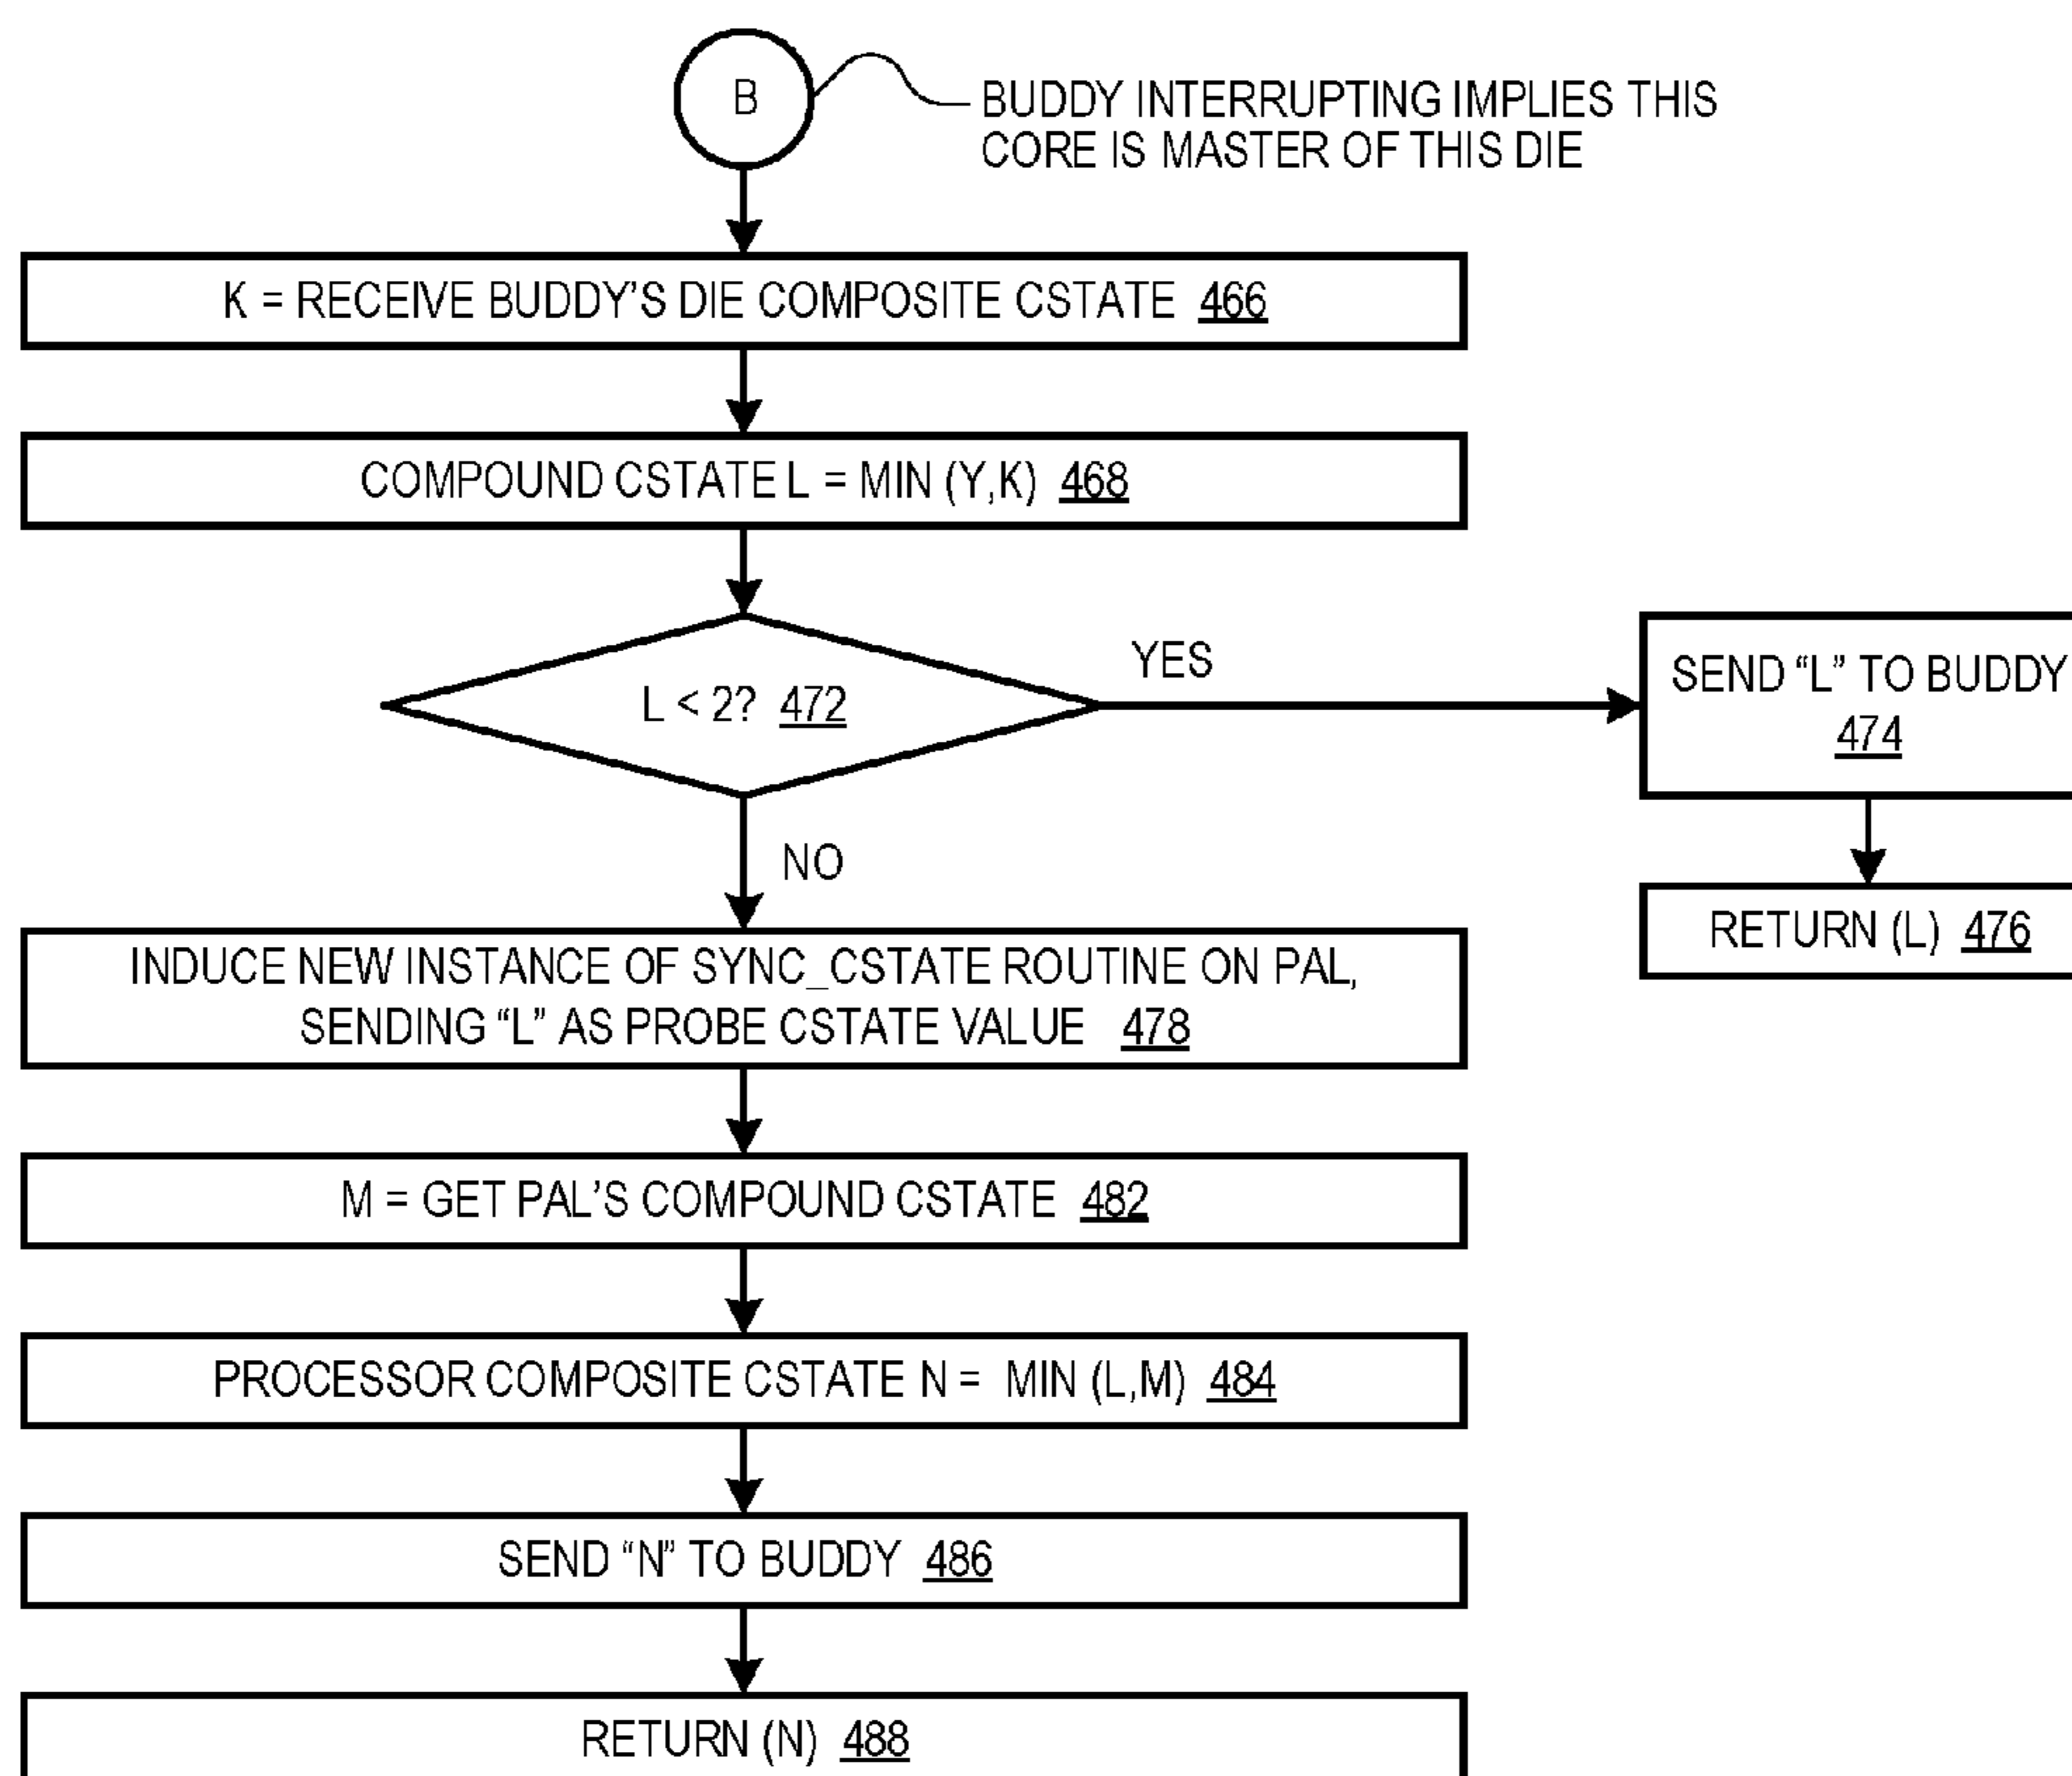 B
BUDDY INTERRUPTING IMPLIES THIS
CORE IS MASTER OF THIS DIE
K = RECEIVE BUDDY'S DIE COMPOSITE CSTATE 466
COMPOUND CSTATE L = MIN (Y,K) 468
L < 2? 472
YES
SEND “L” TO BUDDY
474
RETURN (L) 476
NO
INDUCE NEW INSTANCE OF SYNC_CSTATE ROUTINE ON PAL,
SENDING “L” AS PROBE CSTATE VALUE 478
M = GET PAL'S COMPOUND CSTATE 482
PROCESSOR COMPOSITE CSTATE N = MIN (L,M) 484
SEND “N” TO BUDDY 486
RETURN (N) 488